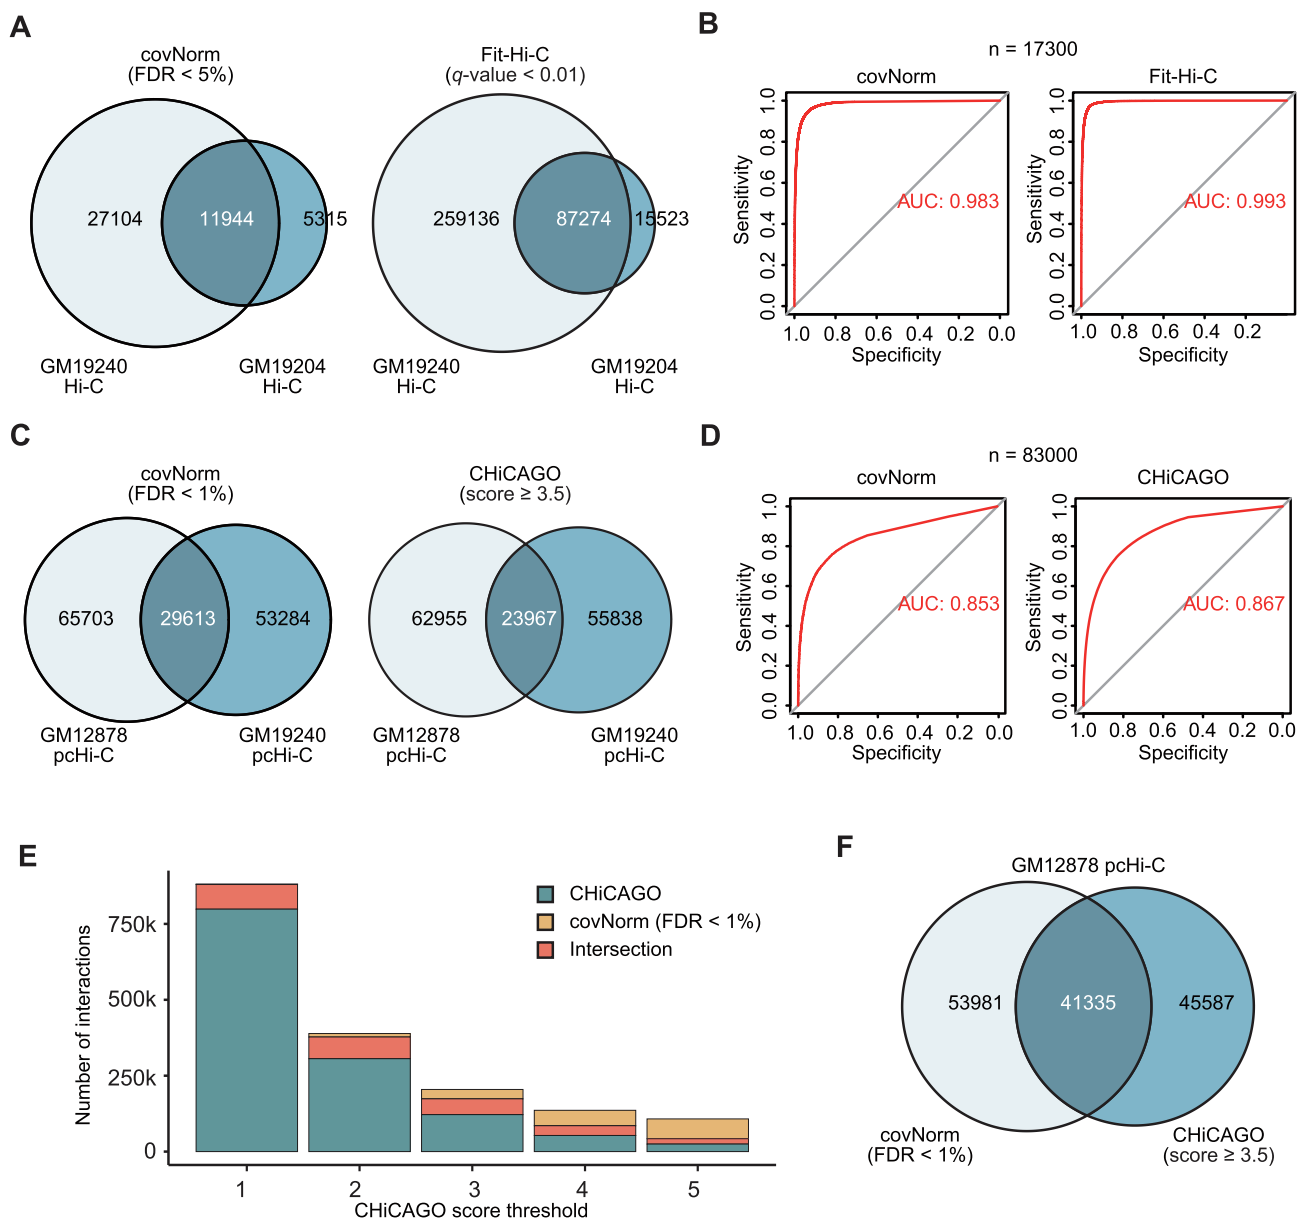 A
covNorm
(FDR < 5%)
27104
11944
5315
GM19240
Hi-C
GM19204
Hi-C
Fit-Hi-C
(q-value < 0.01)
259136
87274
15523
GM19240
Hi-C
GM19204
Hi-C
B
n = 17300
covNorm
Sensitivity
1.0
0.8
0.6
0.4
0.2
0.0
AUC: 0.983
1.0 0.8 0.6 0.4 0.2 0.0
Specificity
Fit-Hi-C
Sensitivity
1.0
0.8
0.6
0.4
0.2
0.0
AUC: 0.993
1.0 0.8 0.6 0.4 0.2
Specificity
C
covNorm
(FDR < 1%)
65703
29613
53284
GM12878
pcHi-C
GM19240
pcHi-C
CHiCAGO
(score ≥ 3.5)
62955
23967
55838
GM12878
pcHi-C
GM19240
pcHi-C
D
n = 83000
covNorm
Sensitivity
1.0
0.8
0.6
0.4
0.2
0.0
AUC: 0.853
1.0 0.8 0.6 0.4 0.2 0.0
Specificity
CHiCAGO
Sensitivity
1.0
0.8
0.6
0.4
0.2
0.0
AUC: 0.867
1.0 0.8 0.6 0.4 0.2 0.0
Specificity
E
Number of interactions
750k
500k
250k
0
CHiCAGO
covNorm (FDR < 1%)
Intersection
1 2 3 4 5
CHiCAGO score threshold
F
GM12878 pcHi-C
53981
41335
45587
covNorm
(FDR < 1%)
CHiCAGO
(score ≥ 3.5)